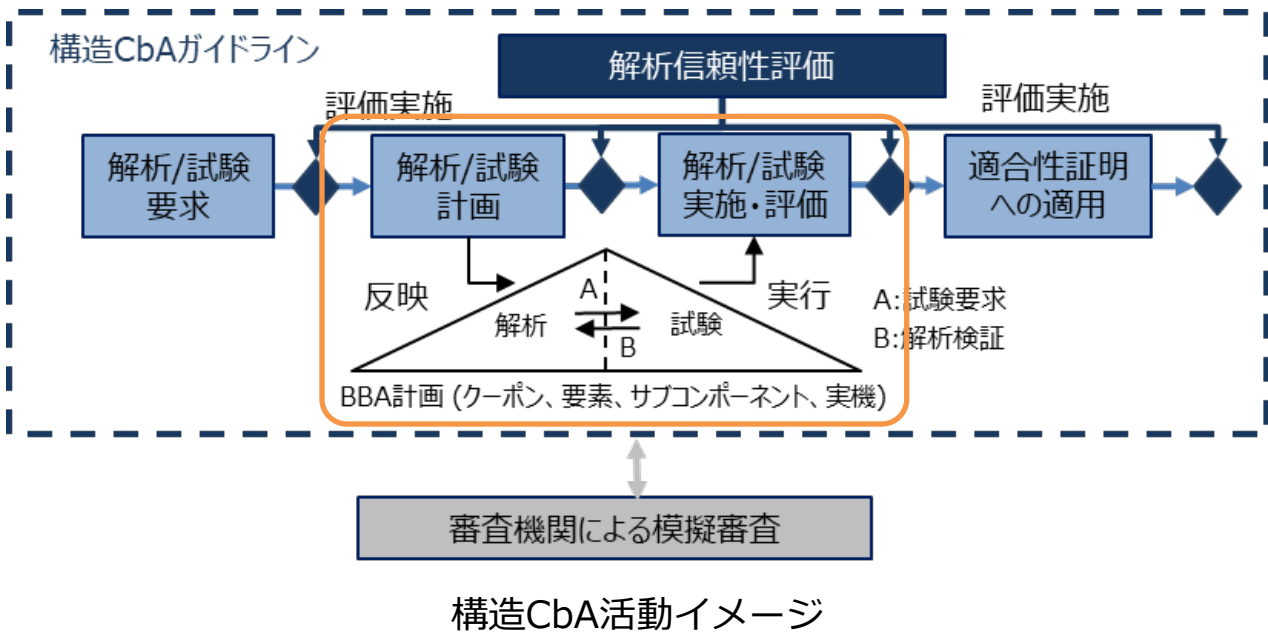 構造CbAガイドライン
解析信頼性評価
評価実施
評価実施
解析/試験
要求
解析/試験
計画
解析/試験
実施・評価
適合性証明
への適用
反映
A
実行
解析
試験
B
A:試験要求
B:解析検証
BBA計画 (クーポン、要素、サブコンポーネント、実機)
審査機関による模擬審査
構造CbA活動イメージ